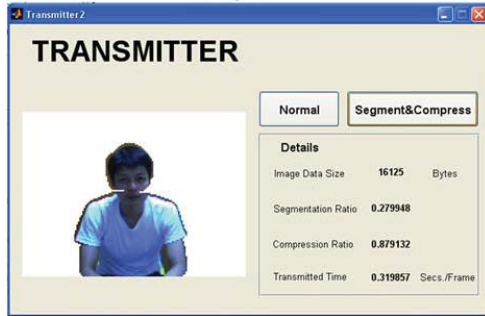 Transmitter2
TRANSMITTER
Normal Segment&Compress
Details
Image Data Size 16125 Bytes
Segmentation Ratio 0.279948
Compression Ratio 0.879132
Transmitted Time 0.319857 Secs./Frame